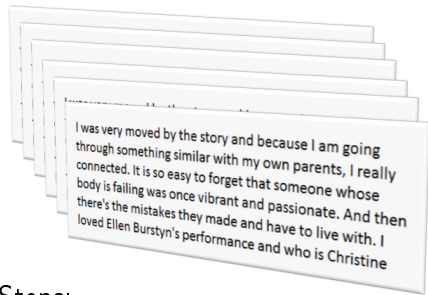 I was very moved by the story and because I am going
through something similar with my own parents, I really
connected. It is so easy to forget that someone whose
body is failing was once vibrant and passionate. And then
there's the mistakes they made and have to live with. I
loved Ellen Burstyn's performance and who is Christine